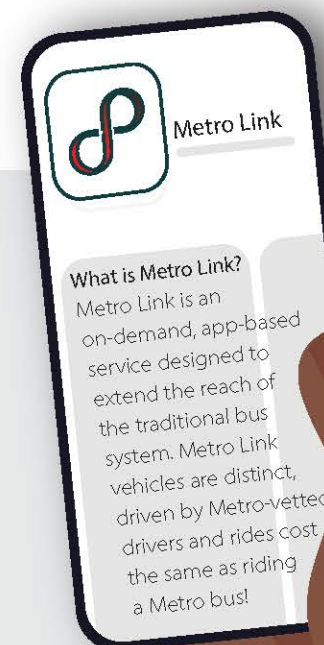 Metro Link
What is Metro Link?
Metro Link is an
on-demand, app-based
service designed to
extend the reach of
the traditional bus
system. Metro Link
vehicles are distinct,
driven by Metro-vetted
drivers and rides cost
the same as riding
a Metro bus!